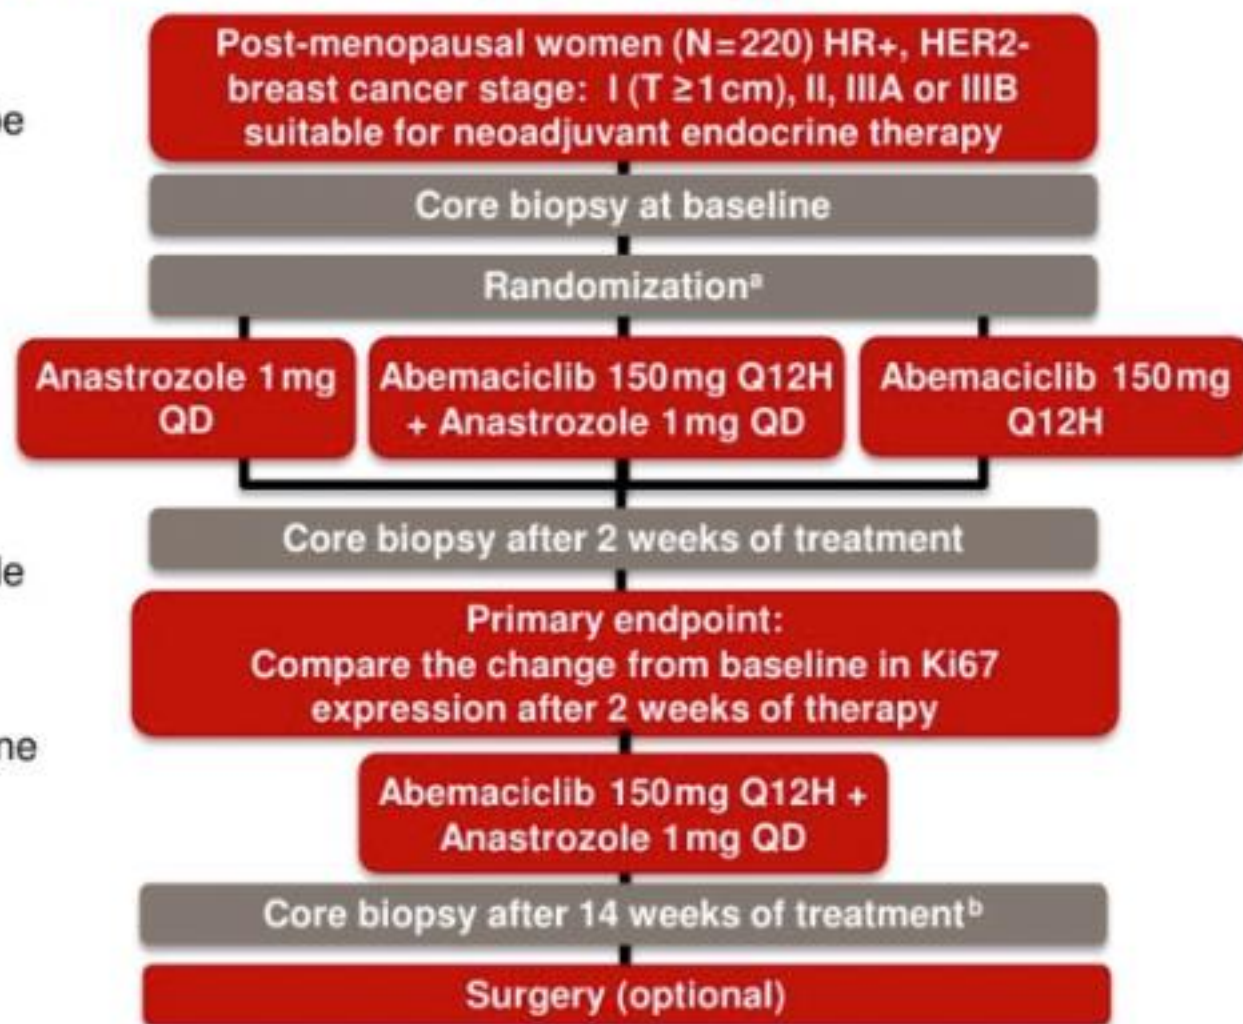 Post-menopausal women (N=220) HR+, HER2-
breast cancer stage: I (T ≥1cm), II, IIIA or IIIB
suitable for neoadjuvant endocrine therapy
Core biopsy at baseline
Randomizationᵃ
Anastrozole 1mg
QD
Abemaciclib 150mg Q12H
+ Anastrozole 1mg QD
Abemaciclib 150mg
Q12H
Core biopsy after 2 weeks of treatment
Primary endpoint:
Compare the change from baseline in Ki67
expression after 2 weeks of therapy
Abemaciclib 150mg Q12H +
Anastrozole 1mg QD
Core biopsy after 14 weeks of treatmentᵇ
Surgery (optional)